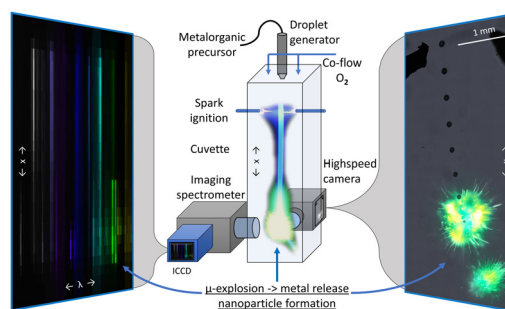 Droplet
generator
Metalorganic
precursor
1 mm
Co-flow
O₂
Spark
ignition
← x →
Cuvette
← x →
Highspeed
camera
Imaging
spectrometer
← λ →
ICCD
μ-explosion -> metal release
nanoparticle formation